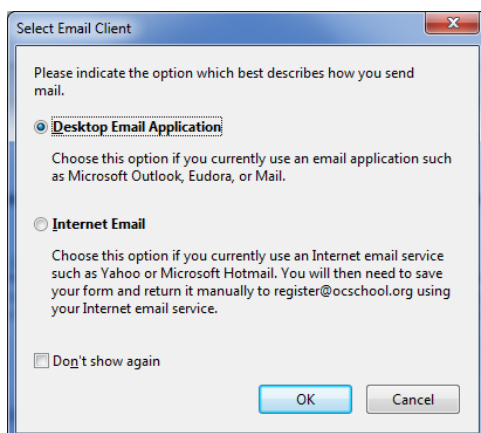 Select Email Client
Please indicate the option which best describes how you send
mail.
Desktop Email Application
Choose this option if you currently use an email application such
as Microsoft Outlook, Eudora, or Mail.
Internet Email
Choose this option if you currently use an Internet email service
such as Yahoo or Microsoft Hotmail. You will then need to save
your form and return it manually to register@ocschool.org using
your Internet email service.
Don't show again
OK Cancel